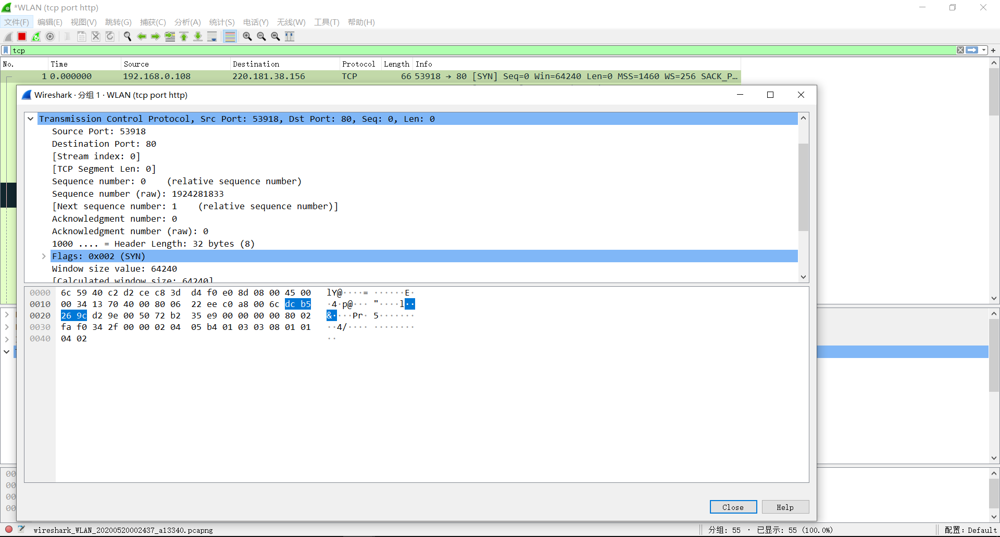 *WLAN (tcp port http)
文件(F) 编辑(E) 视图(V) 跳转(G) 捕获(C) 分析(A) 统计(S) 电话(Y) 无线(W) 工具(T) 帮助(H)
tcp
No. Time Source Destination Protocol Length Info
1 0.000000 192.168.0.108 220.181.38.156 TCP 66 53918 → 80 [SYN] Seq=0 Win=64240 Len=0 MSS=1460 WS=256 SACK_P…
Wireshark · 分组 1 · WLAN (tcp port http)
Transmission Control Protocol, Src Port: 53918, Dst Port: 80, Seq: 0, Len: 0
Source Port: 53918
Destination Port: 80
[Stream index: 0]
[TCP Segment Len: 0]
Sequence number: 0    (relative sequence number)
Sequence number (raw): 1924281833
[Next sequence number: 1    (relative sequence number)]
Acknowledgment number: 0
Acknowledgment number (raw): 0
1000 .... = Header Length: 32 bytes (8)
Flags: 0x002 (SYN)
Window size value: 64240
[Calculated window size: 64240]
0000 6c 59 40 c2 d2 ce c8 3d d4 f0 e0 8d 08 00 45 00 lY@····= ······E·
0010 00 34 13 70 40 00 80 06 22 ee c0 a8 00 6c dc b5 ·4·p@··· "····l··
0020 26 9c d2 9e 00 50 72 b2 35 e9 00 00 00 00 80 02 &····Pr· 5·······
0030 fa f0 34 2f 00 00 02 04 05 b4 01 03 03 08 01 01 ··4/···· ········
0040 04 02 ··
Close Help
wireshark_WLAN_20200520002437_a13340.pcapng 分组: 55 · 已显示: 55 (100.0%) 配置: Default